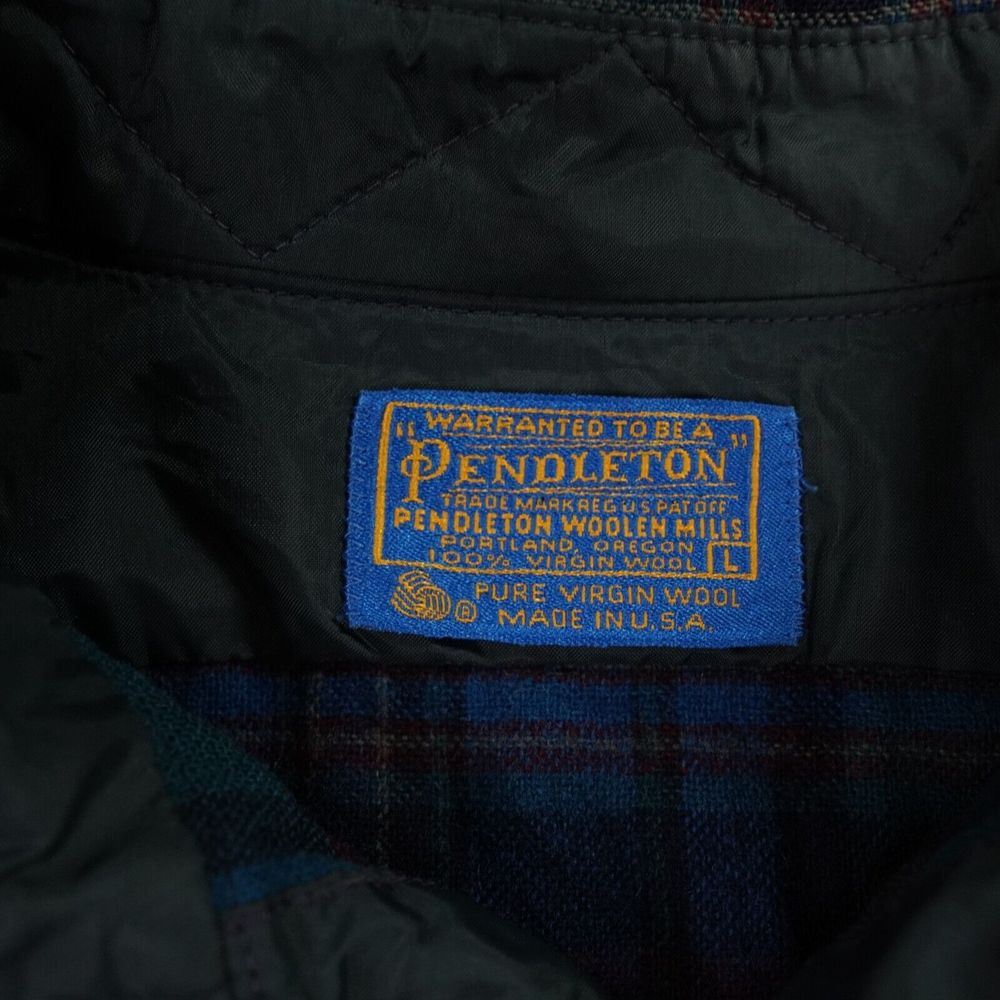 "WARRANTED TO BE A
PENDLETON"
TRADE MARK REG U.S. PAT. OFF.
PENDLETON WOOLEN MILLS
PORTLAND, OREGON
100% VIRGIN WOOL L
® PURE VIRGIN WOOL
MADE IN U.S.A.